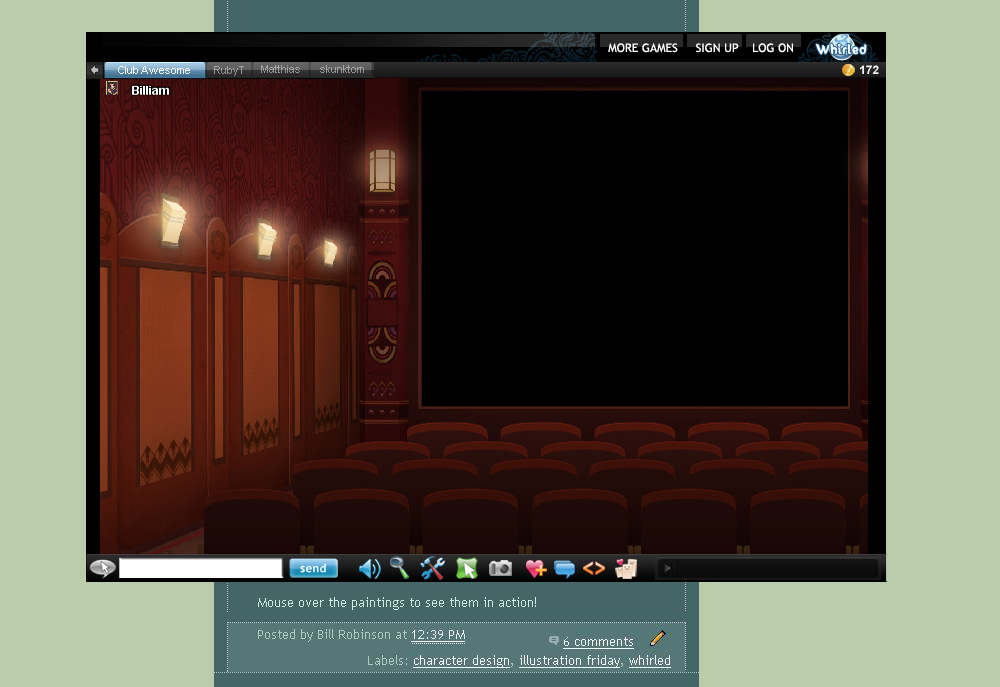 MORE GAMES SIGN UP LOG ON Whirled
Club Awesome RubyT Matthias skunktom 172
Billiam
send
Mouse over the paintings to see them in action!
Posted by Bill Robinson at 12:39 PM 6 comments
Labels: character design, illustration friday, whirled